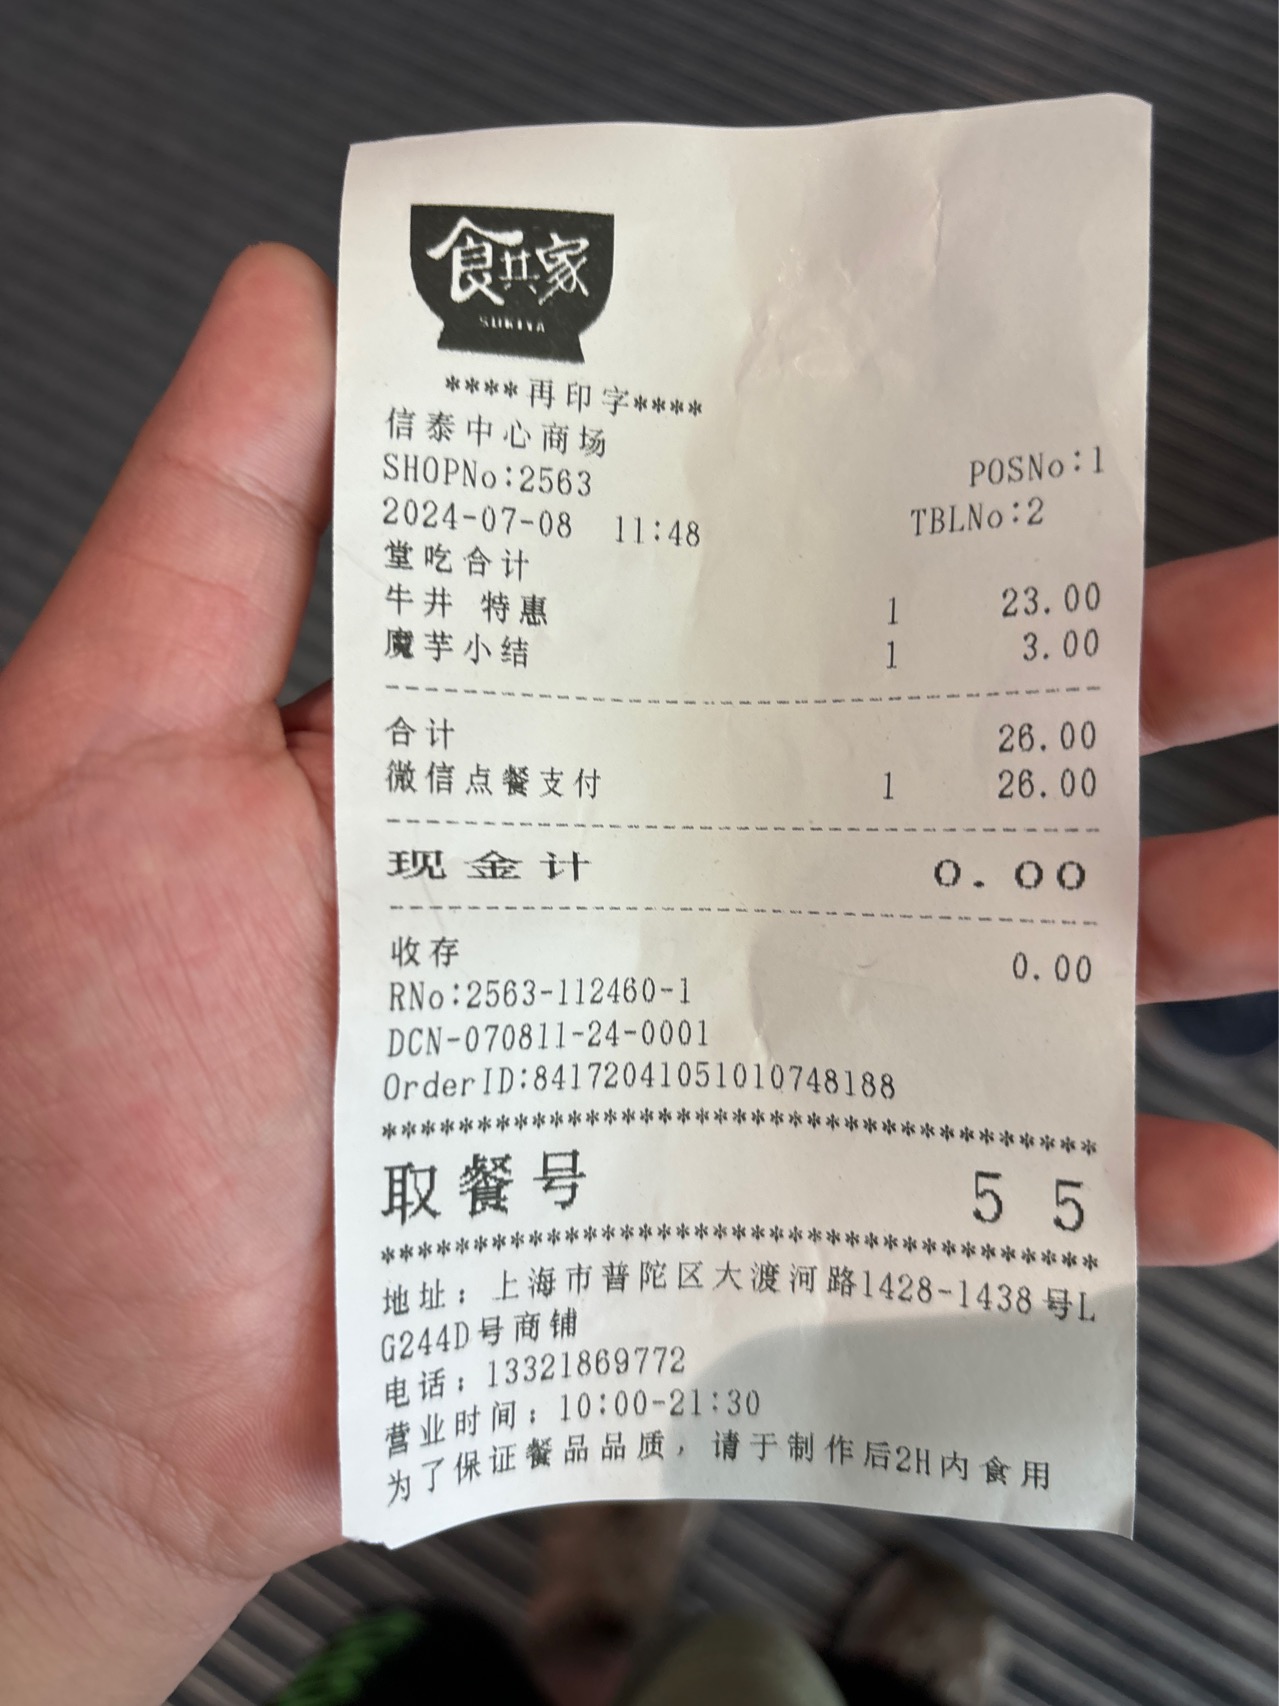 食其家
SUKIYA
****再印字****
信泰中心商场
SHOPNo:2563 POSNo:1
2024-07-08 11:48 TBLNo:2
堂吃合计
牛井 特惠 1 23.00
魔芋小结 1 3.00
合计 26.00
微信点餐支付 1 26.00
现金计 0.00
收存 0.00
RNo:2563-112460-1
DCN-070811-24-0001
OrderID:84172041051010748188
**************************************
取餐号 55
**************************************
地址：上海市普陀区大渡河路1428-1438号L
G244D号商铺
电话：13321869772
营业时间：10:00-21:30
为了保证餐品品质，请于制作后2H内食用